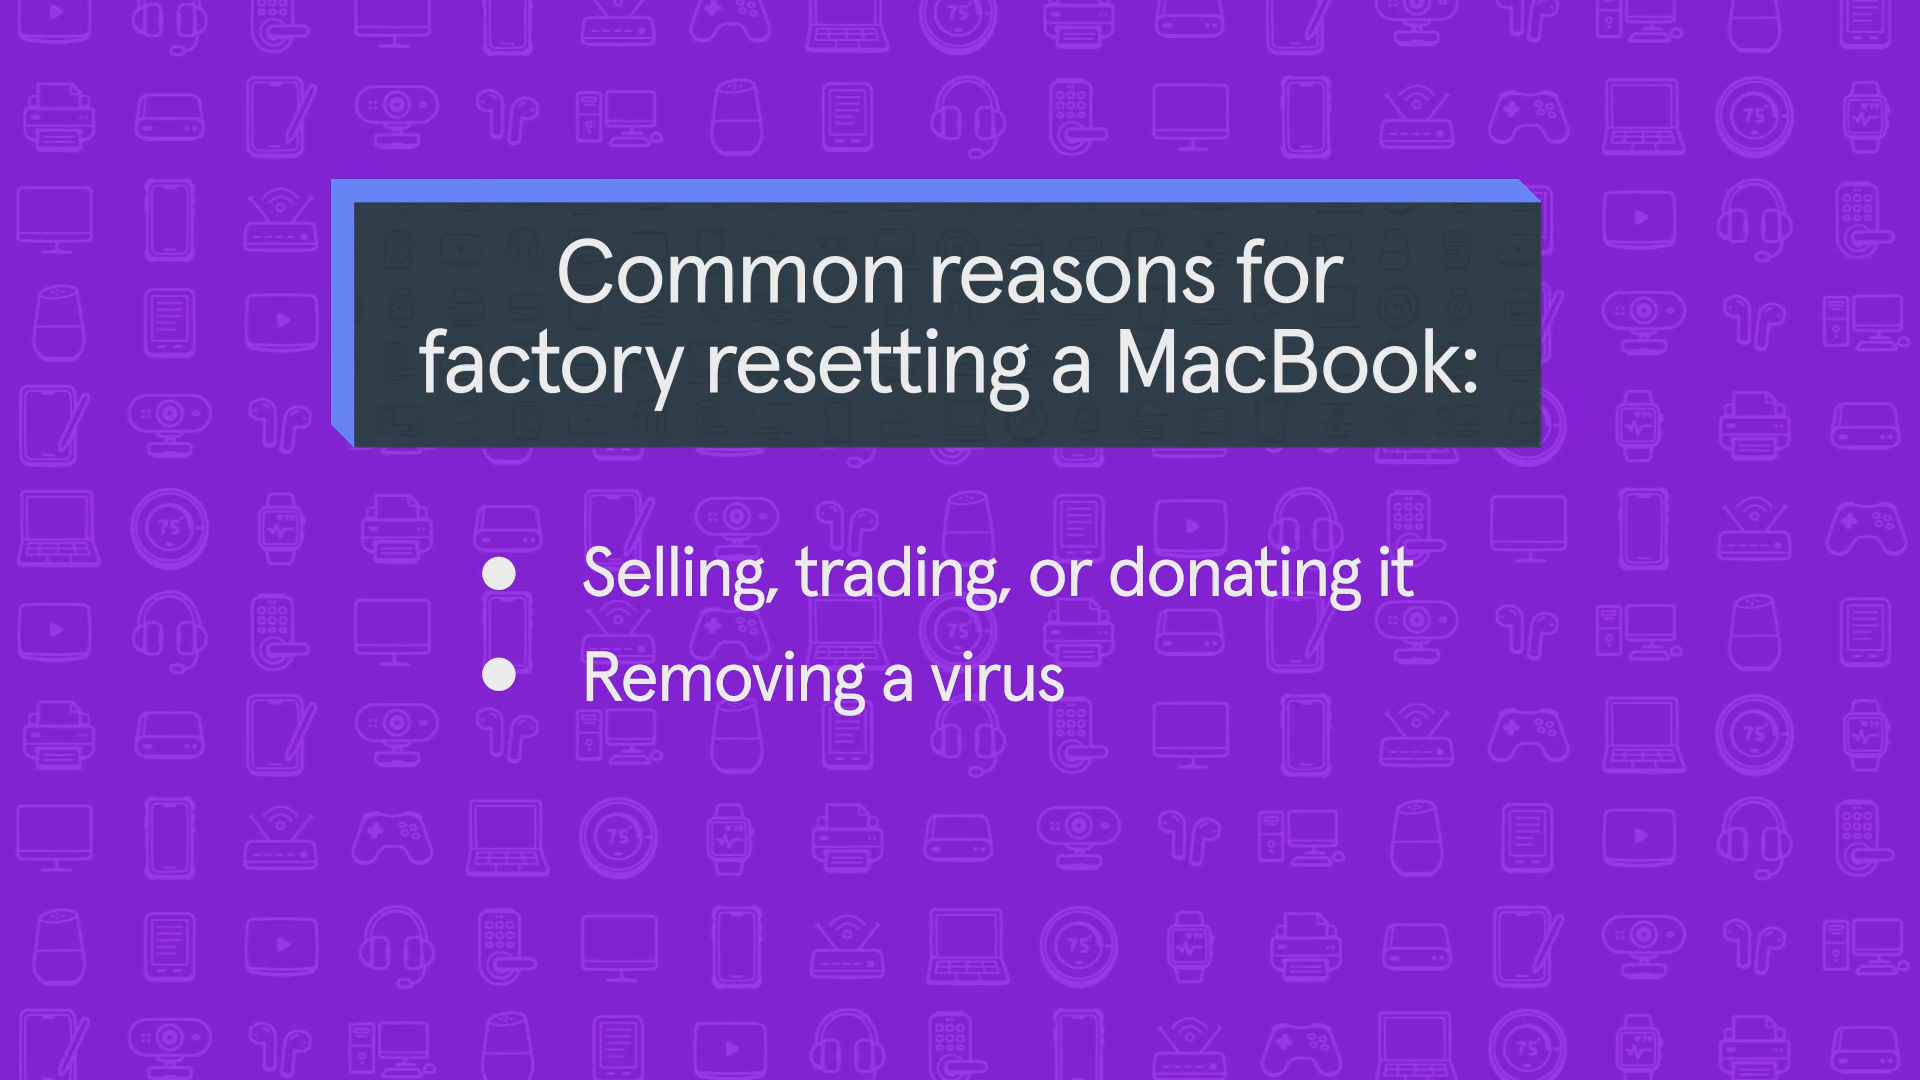 Common reasons for
factory resetting a MacBook:
● Selling, trading, or donating it
● Removing a virus